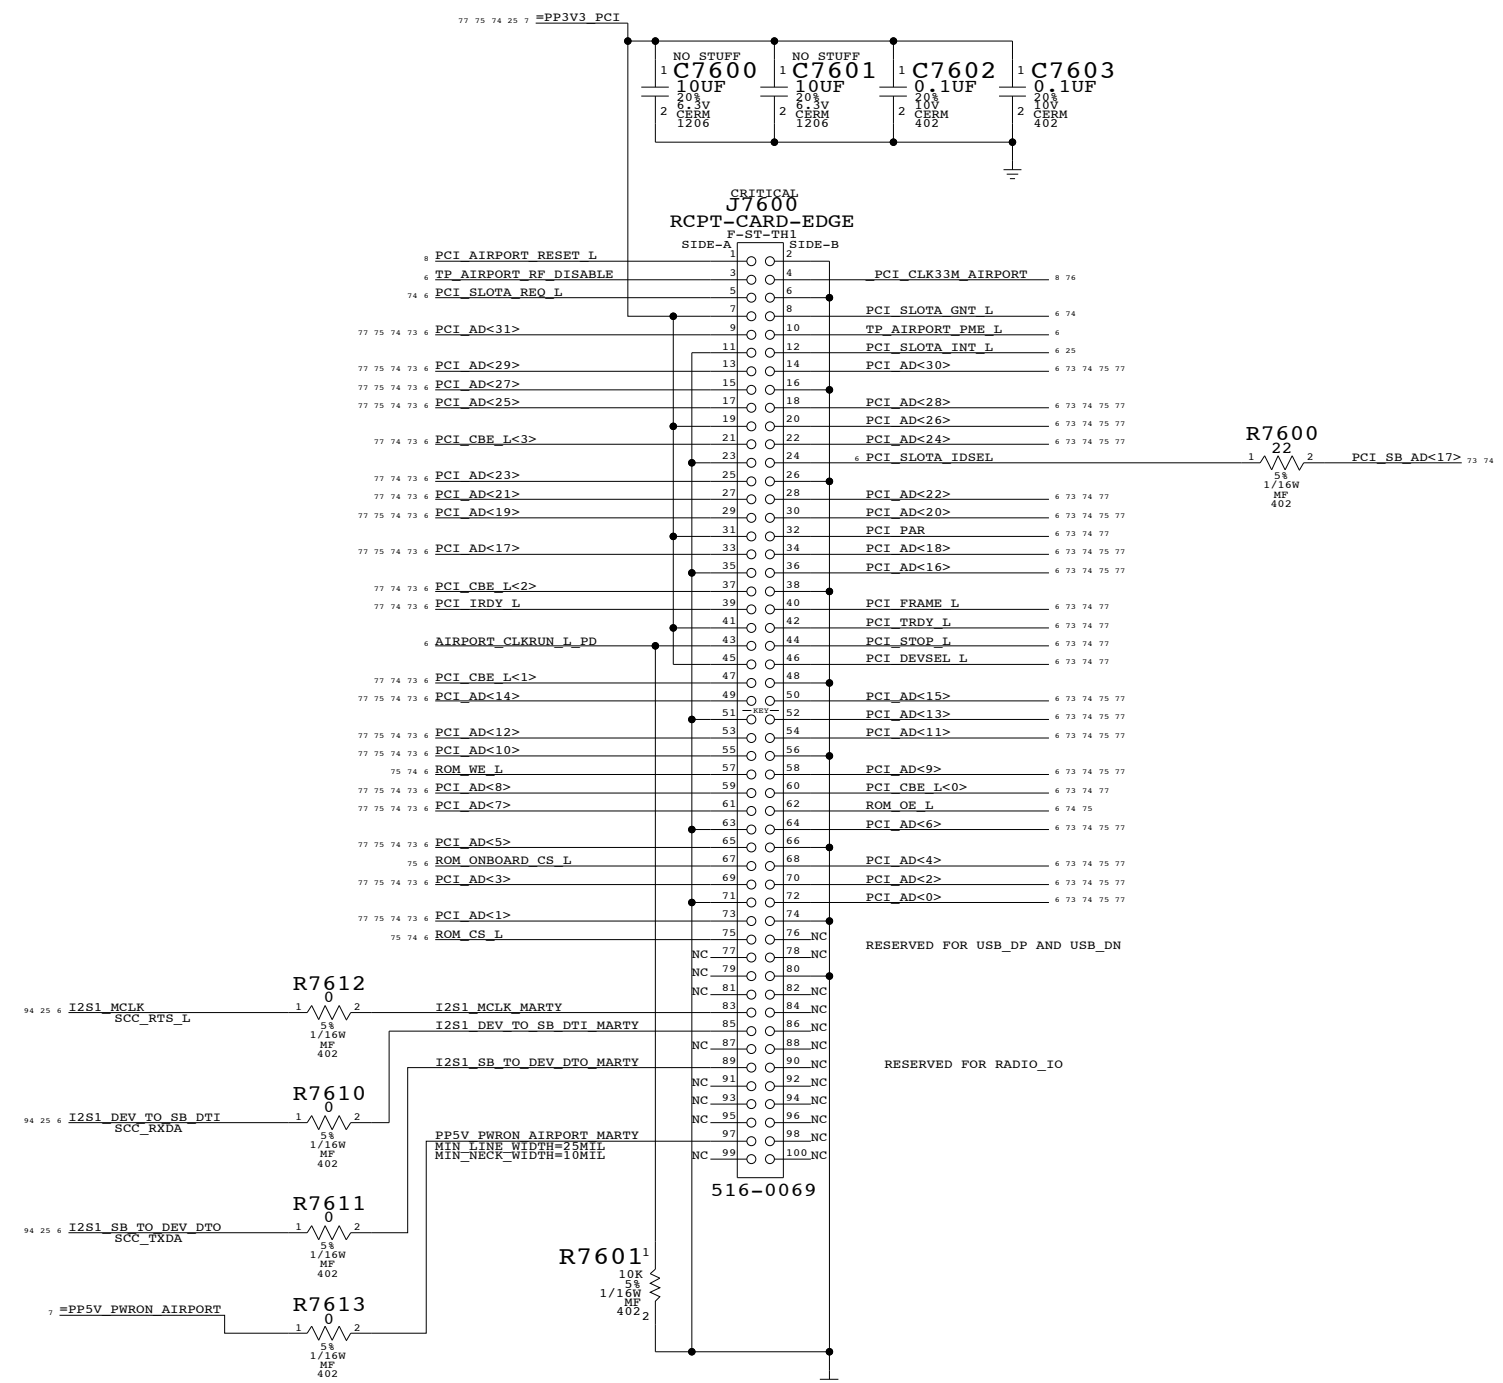 77 75 74 25 7 =PP3V3_PCI
NO STUFF
C7600
10UF
20%
6.3V
CERM
1206
1
2
NO STUFF
C7601
10UF
20%
6.3V
CERM
1206
1
2
C7602
0.1UF
20%
10V
CERM
402
1
2
C7603
0.1UF
20%
10V
CERM
402
1
2
CRITICAL
J7600
RCPT-CARD-EDGE
F-ST-TH1
SIDE-A SIDE-B
8 PCI_AIRPORT_RESET_L 1 2
6 TP_AIRPORT_RF_DISABLE 3 4 _PCI_CLK33M_AIRPORT 8 76
74 6 PCI_SLOTA_REQ_L 5 6
7 8 PCI_SLOTA_GNT_L 6 74
77 75 74 73 6 PCI_AD<31> 9 10 TP_AIRPORT_PME_L 6
11 12 PCI_SLOTA_INT_L 6 25
77 75 74 73 6 PCI_AD<29> 13 14 PCI_AD<30> 6 73 74 75 77
77 75 74 73 6 PCI_AD<27> 15 16
77 75 74 73 6 PCI_AD<25> 17 18 PCI_AD<28> 6 73 74 75 77
19 20 PCI_AD<26> 6 73 74 75 77
77 74 73 6 PCI_CBE_L<3> 21 22 PCI_AD<24> 6 73 74 75 77
23 24 6 PCI_SLOTA_IDSEL
R7600
22
1 2
5%
1/16W
MF
402
PCI_SB_AD<17> 73 74
77 74 73 6 PCI_AD<23> 25 26
77 74 73 6 PCI_AD<21> 27 28 PCI_AD<22> 6 73 74 77
77 75 74 73 6 PCI_AD<19> 29 30 PCI_AD<20> 6 73 74 75 77
31 32 PCI_PAR 6 73 74 77
77 75 74 73 6 PCI_AD<17> 33 34 PCI_AD<18> 6 73 74 75 77
35 36 PCI_AD<16> 6 73 74 75 77
77 74 73 6 PCI_CBE_L<2> 37 38
77 74 73 6 PCI_IRDY_L 39 40 PCI_FRAME_L 6 73 74 77
41 42 PCI_TRDY_L 6 73 74 77
6 AIRPORT_CLKRUN_L_PD 43 44 PCI_STOP_L 6 73 74 77
45 46 PCI_DEVSEL_L 6 73 74 77
77 74 73 6 PCI_CBE_L<1> 47 48
77 75 74 73 6 PCI_AD<14> 49 50 PCI_AD<15> 6 73 74 75 77
KEY
51 52 PCI_AD<13> 6 73 74 75 77
77 75 74 73 6 PCI_AD<12> 53 54 PCI_AD<11> 6 73 74 75 77
77 75 74 73 6 PCI_AD<10> 55 56
75 74 6 ROM_WE_L 57 58 PCI_AD<9> 6 73 74 75 77
77 75 74 73 6 PCI_AD<8> 59 60 PCI_CBE_L<0> 6 73 74 77
77 75 74 73 6 PCI_AD<7> 61 62 ROM_OE_L 6 74 75
63 64 PCI_AD<6> 6 73 74 75 77
77 75 74 73 6 PCI_AD<5> 65 66
75 6 ROM_ONBOARD_CS_L 67 68 PCI_AD<4> 6 73 74 75 77
77 75 74 73 6 PCI_AD<3> 69 70 PCI_AD<2> 6 73 74 75 77
71 72 PCI_AD<0> 6 73 74 75 77
77 75 74 73 6 PCI_AD<1> 73 74
75 74 6 ROM_CS_L 75 76 NC
RESERVED FOR USB_DP AND USB_DN
NC 77 78 NC
NC 79 80
NC 81 82 NC
I2S1_MCLK_MARTY 83 84 NC
I2S1_DEV_TO_SB_DTI_MARTY 85 86 NC
NC 87 88 NC
I2S1_SB_TO_DEV_DTO_MARTY 89 90 NC
RESERVED FOR RADIO_IO
NC 91 92 NC
NC 93 94 NC
NC 95 96 NC
PP5V_PWRON_AIRPORT_MARTY 97 98 NC
MIN_LINE_WIDTH=25MIL
MIN_NECK_WIDTH=10MIL
NC 99 100 NC
516-0069
R7612
0
94 25 6 I2S1_MCLK 1 2
SCC_RTS_L
5%
1/16W
MF
402
R7610
0
94 25 6 I2S1_DEV_TO_SB_DTI 1 2
SCC_RXDA
5%
1/16W
MF
402
R7611
0
94 25 6 I2S1_SB_TO_DEV_DTO 1 2
SCC_TXDA
5%
1/16W
MF
402
R7613
0
7 =PP5V_PWRON_AIRPORT 1 2
5%
1/16W
MF
402
R7601
1
10K
5%
1/16W
MF
402
2